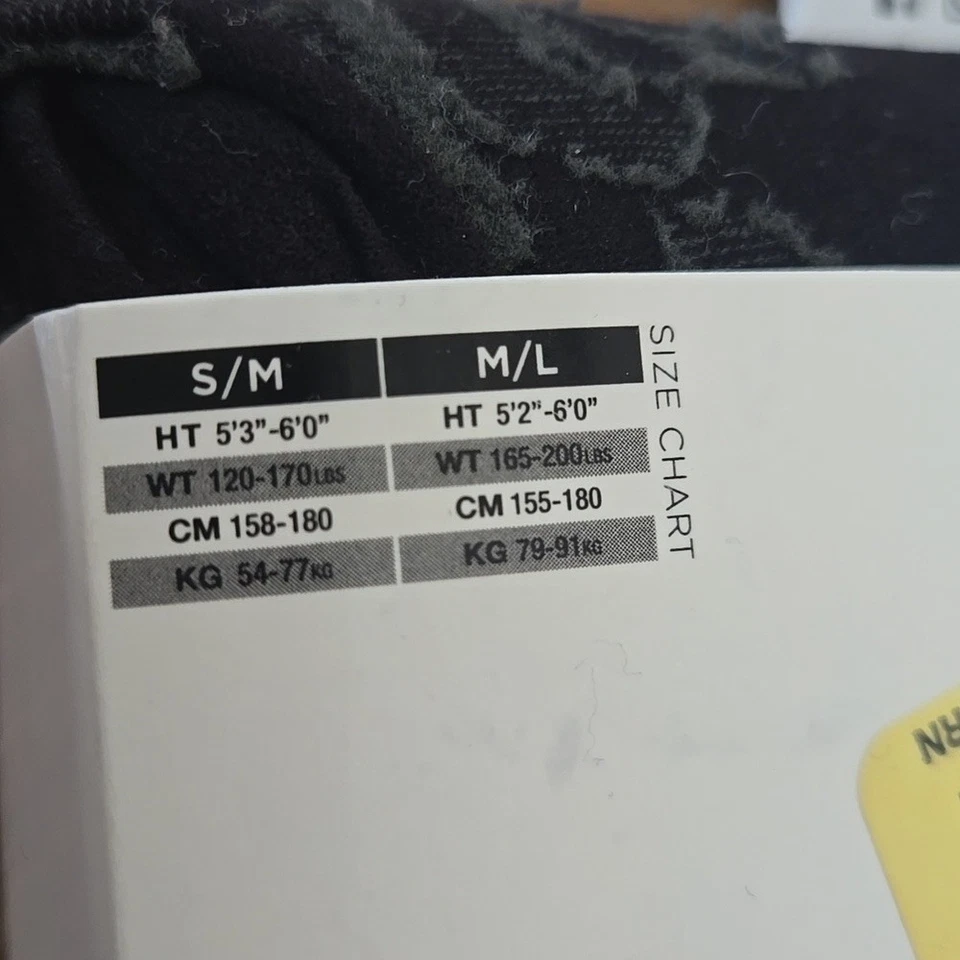 S/M M/L
HT 5'3"-6'0" HT 5'2"-6'0"
WT 120-170LBS WT 165-200LBS
CM 158-180 CM 155-180
KG 54-77KG KG 79-91KG
SIZE CHART